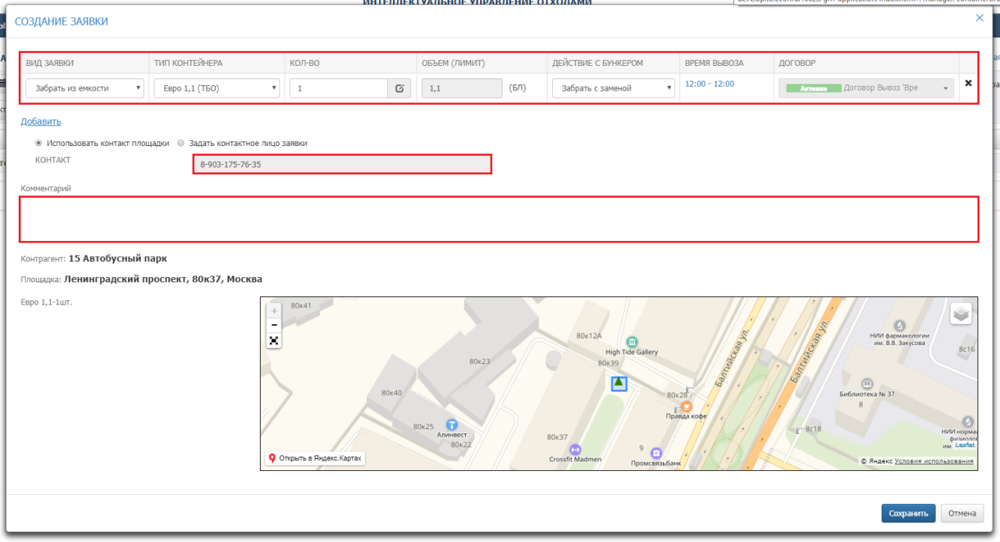 ИНТЕЛЛЕКТУАЛЬНОЕ УПРАВЛЕНИЕ ОТХОДАМИ
СОЗДАНИЕ ЗАЯВКИ
ВИД ЗАЯВКИ ТИП КОНТЕЙНЕРА КОЛ-ВО ОБЪЕМ (ЛИМИТ) ДЕЙСТВИЕ С БУНКЕРОМ ВРЕМЯ ВЫВОЗА ДОГОВОР
Забрать из емкости Евро 1,1 (ТБО) 1 1,1 (БЛ) Забрать с заменой 12:00 - 12:00 Активен Договор Вывоз 'Вре
Добавить
Использовать контакт площадки Задать контактное лицо заявки
КОНТАКТ 8-903-175-76-35
Комментарий
Контрагент: 15 Автобусный парк
Площадка: Ленинградский проспект, 80к37, Москва
Евро 1,1-1шт.
80к41
+
−
80к12А
High Tide Gallery
80к39
80к23
Балтийская ул.
Балтийская ул.
НИИ фармакологии
им. В.В. Закусова
8с16
80к40
80к28
Правда кофе
Библиотека № 37
8
80к25
Алинвест
80к22
80к37
Crossfit Madmen
9
Промсвязьбанк
8с18
НИИ нормал
физиолог
им.
Leaflet
Открыть в Яндекс.Картах
© Яндекс Условия использования
Сохранить Отмена